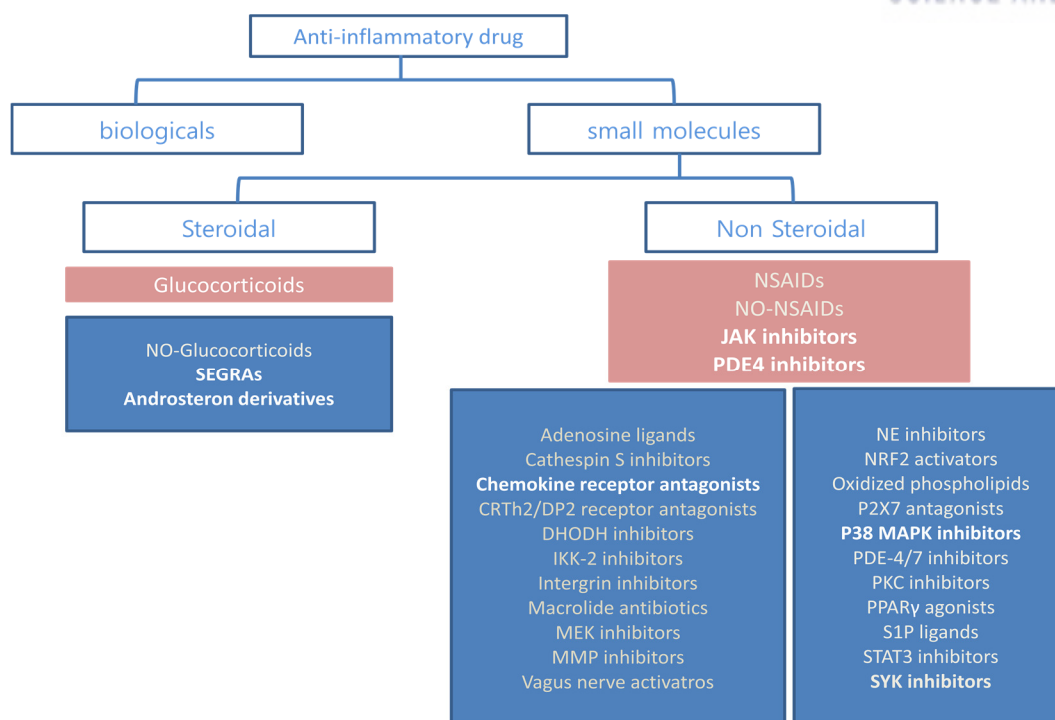 Anti-inflammatory drug
biologicals
small molecules
Steroidal
Non Steroidal
Glucocorticoids
NO-Glucocorticoids
SEGRAs
Androsteron derivatives
NSAIDs
NO-NSAIDs
JAK inhibitors
PDE4 inhibitors
Adenosine ligands
Cathespin S inhibitors
Chemokine receptor antagonists
CRTh2/DP2 receptor antagonists
DHODH inhibitors
IKK-2 inhibitors
Intergrin inhibitors
Macrolide antibiotics
MEK inhibitors
MMP inhibitors
Vagus nerve activatros
NE inhibitors
NRF2 activators
Oxidized phospholipids
P2X7 antagonists
P38 MAPK inhibitors
PDE-4/7 inhibitors
PKC inhibitors
PPARγ agonists
S1P ligands
STAT3 inhibitors
SYK inhibitors